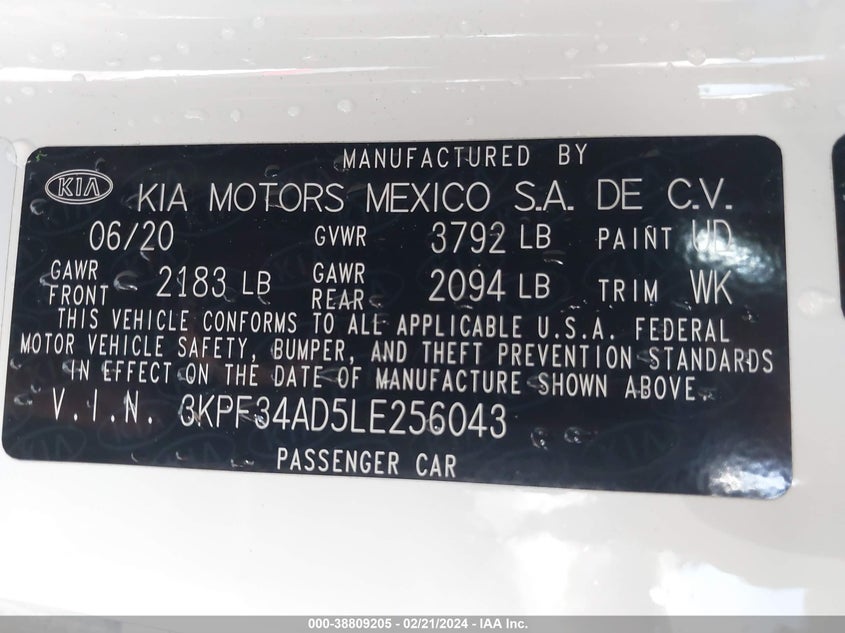 MANUFACTURED BY
KIA KIA MOTORS MEXICO S.A. DE C.V.
06/20 GVWR 3792 LB PAINT UD
GAWR FRONT 2183 LB GAWR REAR 2094 LB TRIM WK
THIS VEHICLE CONFORMS TO ALL APPLICABLE U.S.A. FEDERAL
MOTOR VEHICLE SAFETY, BUMPER, AND THEFT PREVENTION STANDARDS
IN EFFECT ON THE DATE OF MANUFACTURE SHOWN ABOVE.
V.I.N. 3KPF34AD5LE256043
PASSENGER CAR
000-38809205 - 02/21/2024 - IAA Inc.